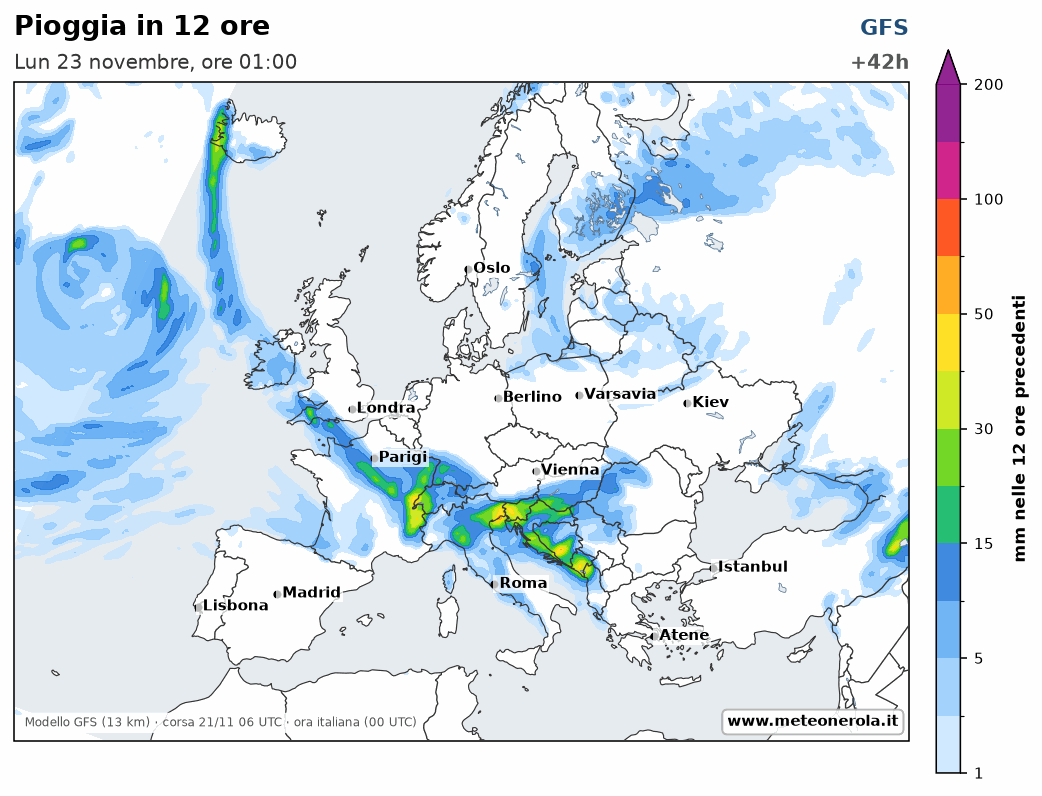 Pioggia in 12 ore
GFS
Lun 23 novembre, ore 01:00
+42h
200
100
50
30
15
5
1
mm nelle 12 ore precedenti
Oslo
Londra
Berlino
Varsavia
Kiev
Parigi
Vienna
Istanbul
Madrid
Roma
Lisbona
Atene
Modello GFS (13 km) · corsa 21/11 06 UTC · ora italiana (00 UTC)
www.meteonerola.it